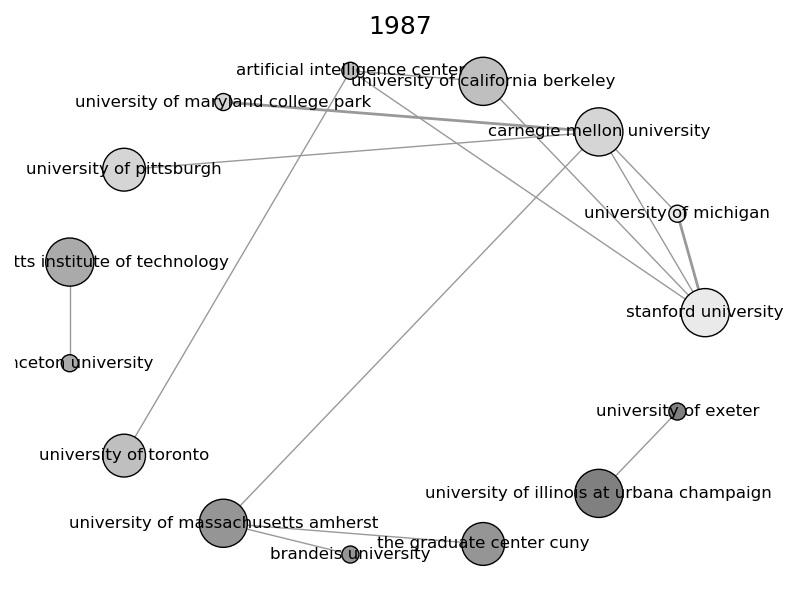 1987
artificial intelligence center
university of california berkeley
university of maryland college park
carnegie mellon university
university of pittsburgh
university of michigan
tts institute of technology
stanford university
nceton university
university of exeter
university of toronto
university of illinois at urbana champaign
university of massachusetts amherst
the graduate center cuny
brandeis university